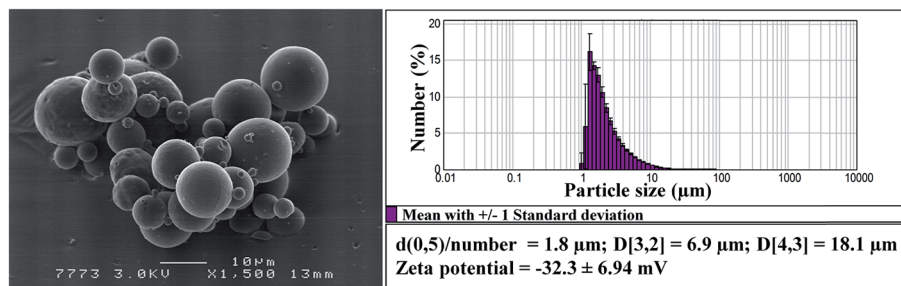 10µm
7773 3.0KV X1,500 13mm
Number (%)
20
15
10
5
0
0.01 0.1 1 10 100 1000 10000
Particle size (µm)
Mean with +/- 1 Standard deviation
d(0,5)/number = 1.8 µm; D[3,2] = 6.9 µm; D[4,3] = 18.1 µm
Zeta potential = -32.3 ± 6.94 mV